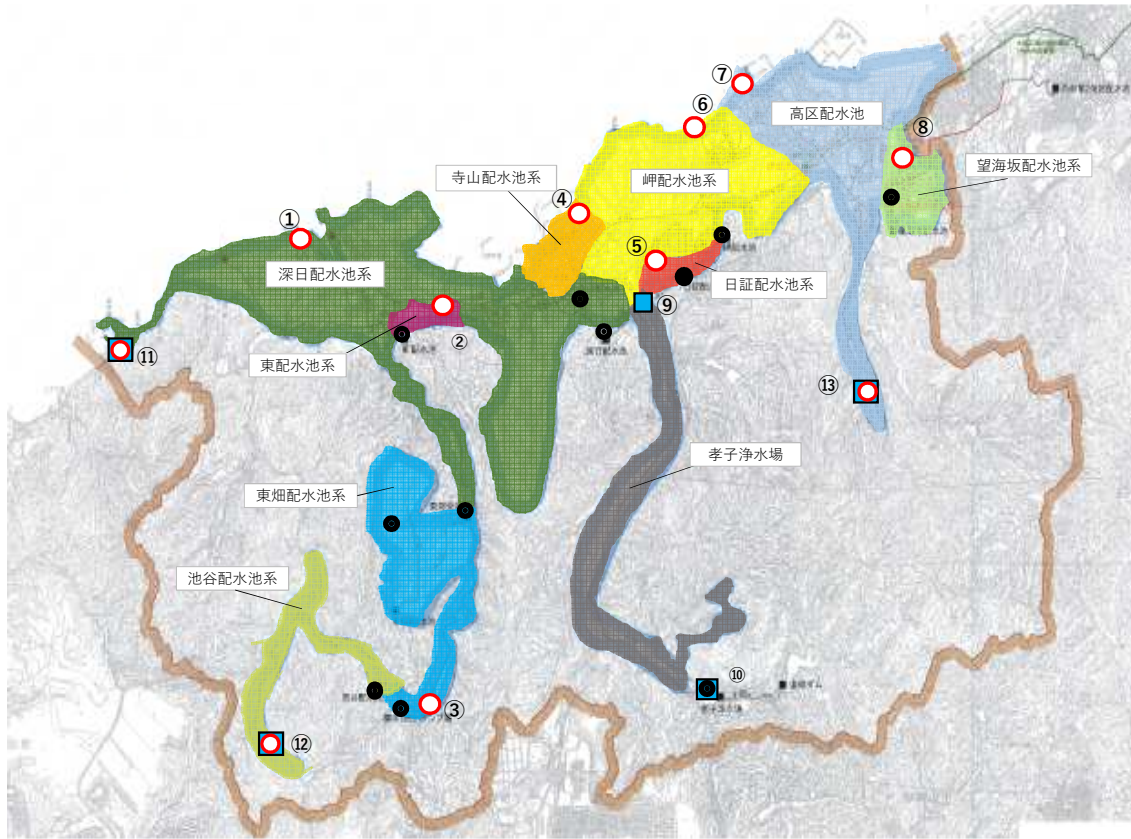 ⑦
高区配水池
⑥
⑧
望海坂配水池系
寺山配水池系
岬配水池系
④
①
⑤
深日配水池系
日証配水池系
⑨
②
東配水池系
⑪
⑬
孝子浄水場
東畑配水池系
池谷配水池系
⑩
③
⑫